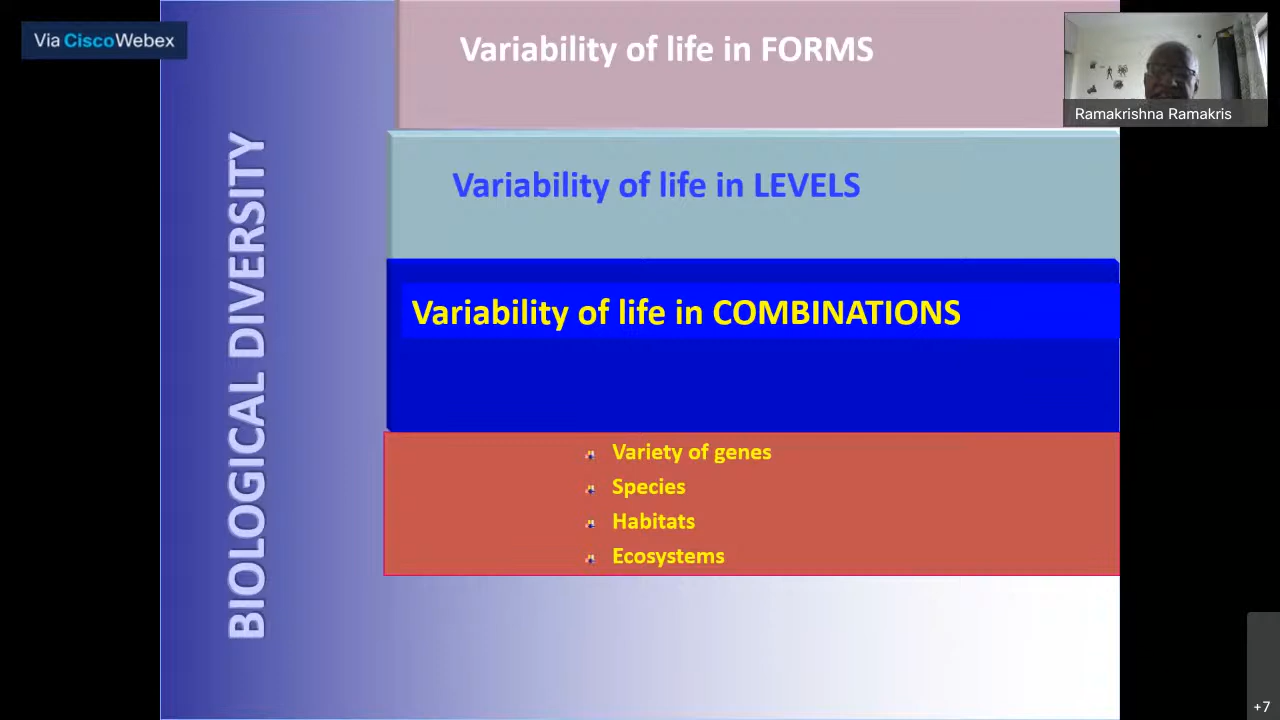 Via CiscoWebex
Variability of life in FORMS
Ramakrishna Ramakris
BIOLOGICAL DIVERSITY
Variability of life in LEVELS
Variability of life in COMBINATIONS
Variety of genes
Species
Habitats
Ecosystems
+7